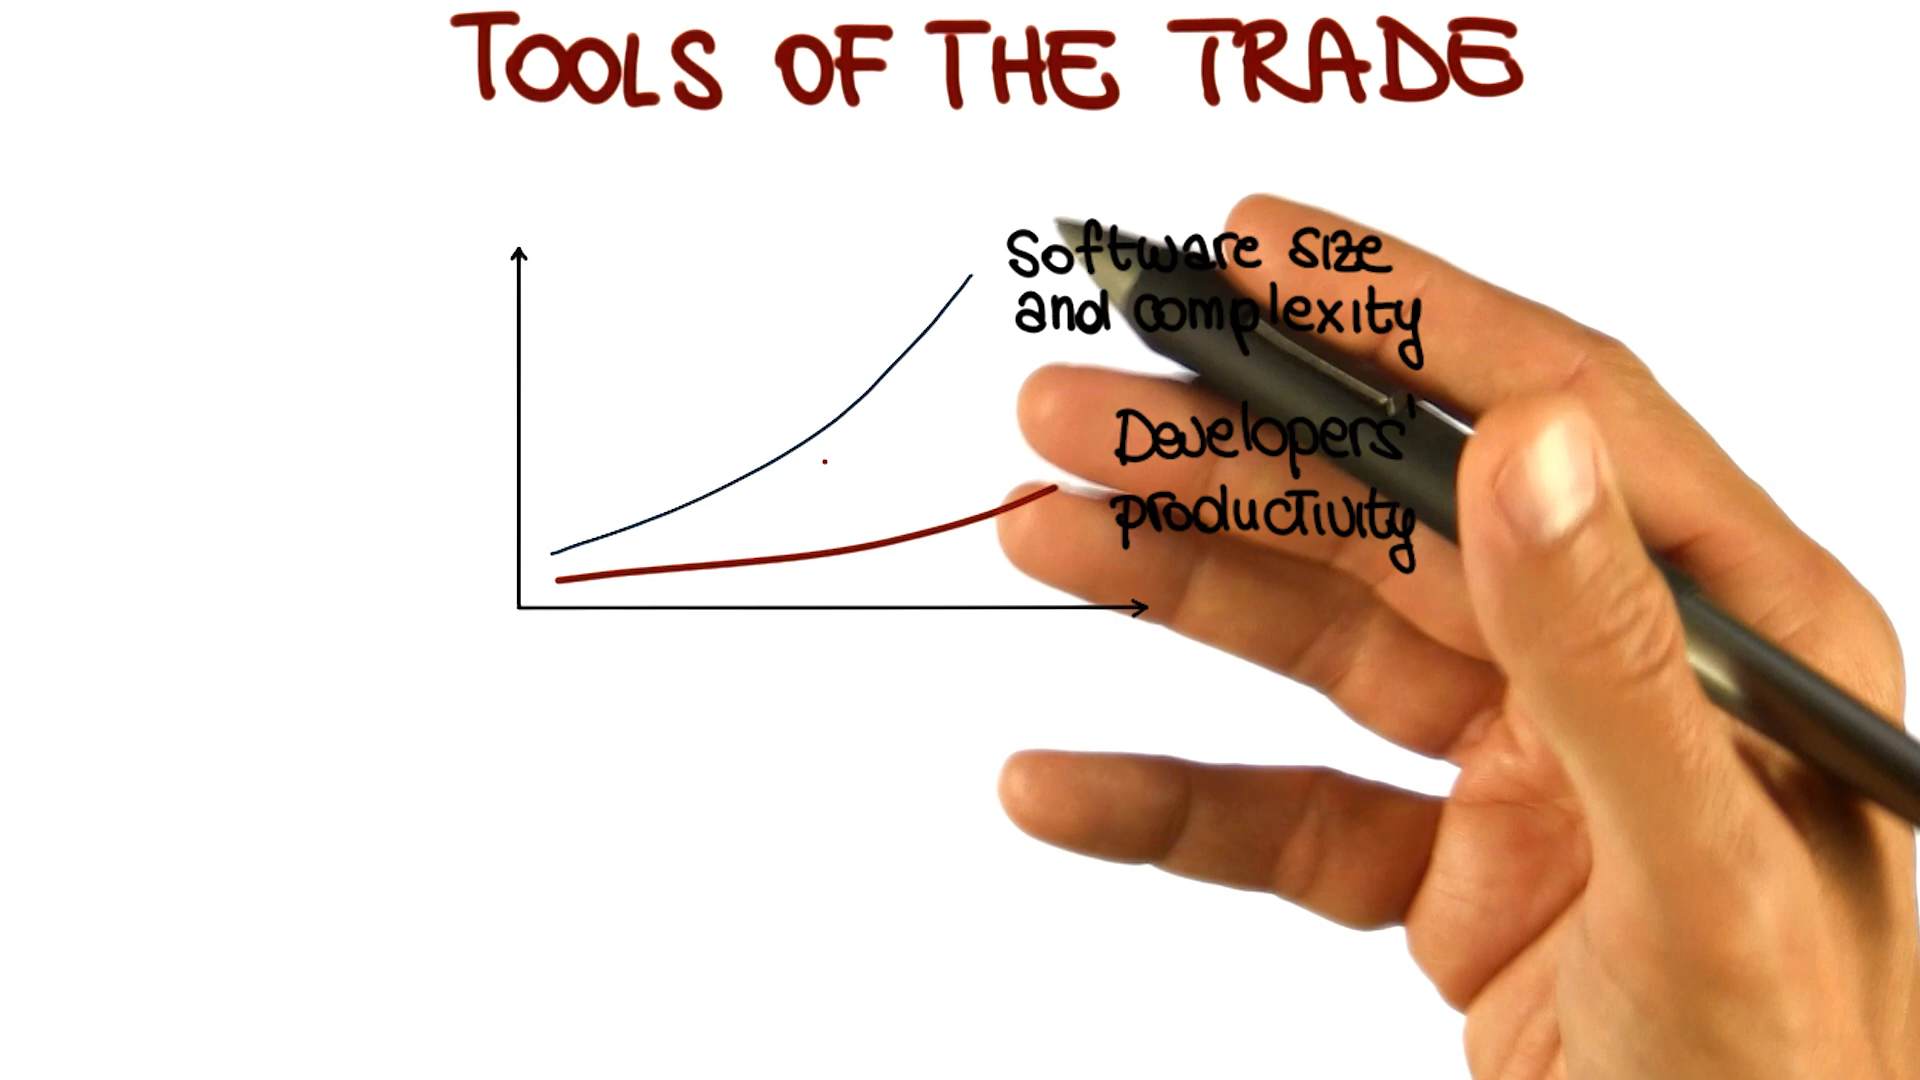 TOOLS OF THE TRADE
Software size
and complexity
Developers'
productivity